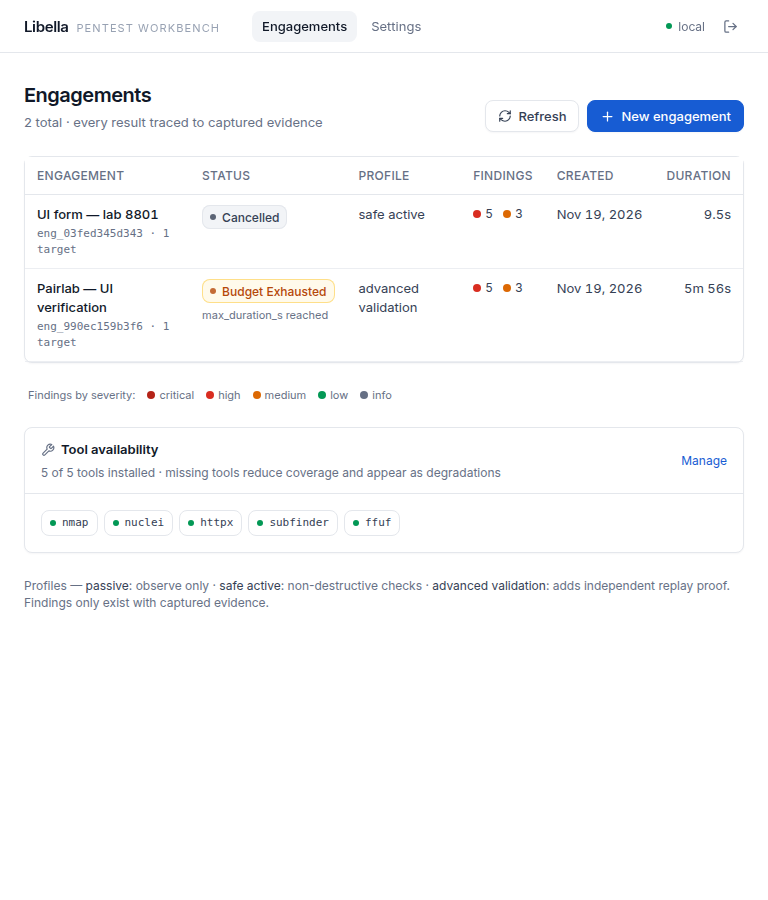 Libella PENTEST WORKBENCH Engagements Settings local
Engagements
2 total · every result traced to captured evidence
Refresh New engagement
ENGAGEMENT STATUS PROFILE FINDINGS CREATED DURATION
UI form — lab 8801 Cancelled safe active 5 3 Nov 19, 2026 9.5s
eng_03fed345d343 · 1
target
Pairlab — UI Budget Exhausted advanced 5 3 Nov 19, 2026 5m 56s
verification max_duration_s reached validation
eng_990ec159b3f6 · 1
target
Findings by severity: critical high medium low info
Tool availability
5 of 5 tools installed · missing tools reduce coverage and appear as degradations
Manage
nmap nuclei httpx subfinder ffuf
Profiles — passive: observe only · safe active: non-destructive checks · advanced validation: adds independent replay proof.
Findings only exist with captured evidence.